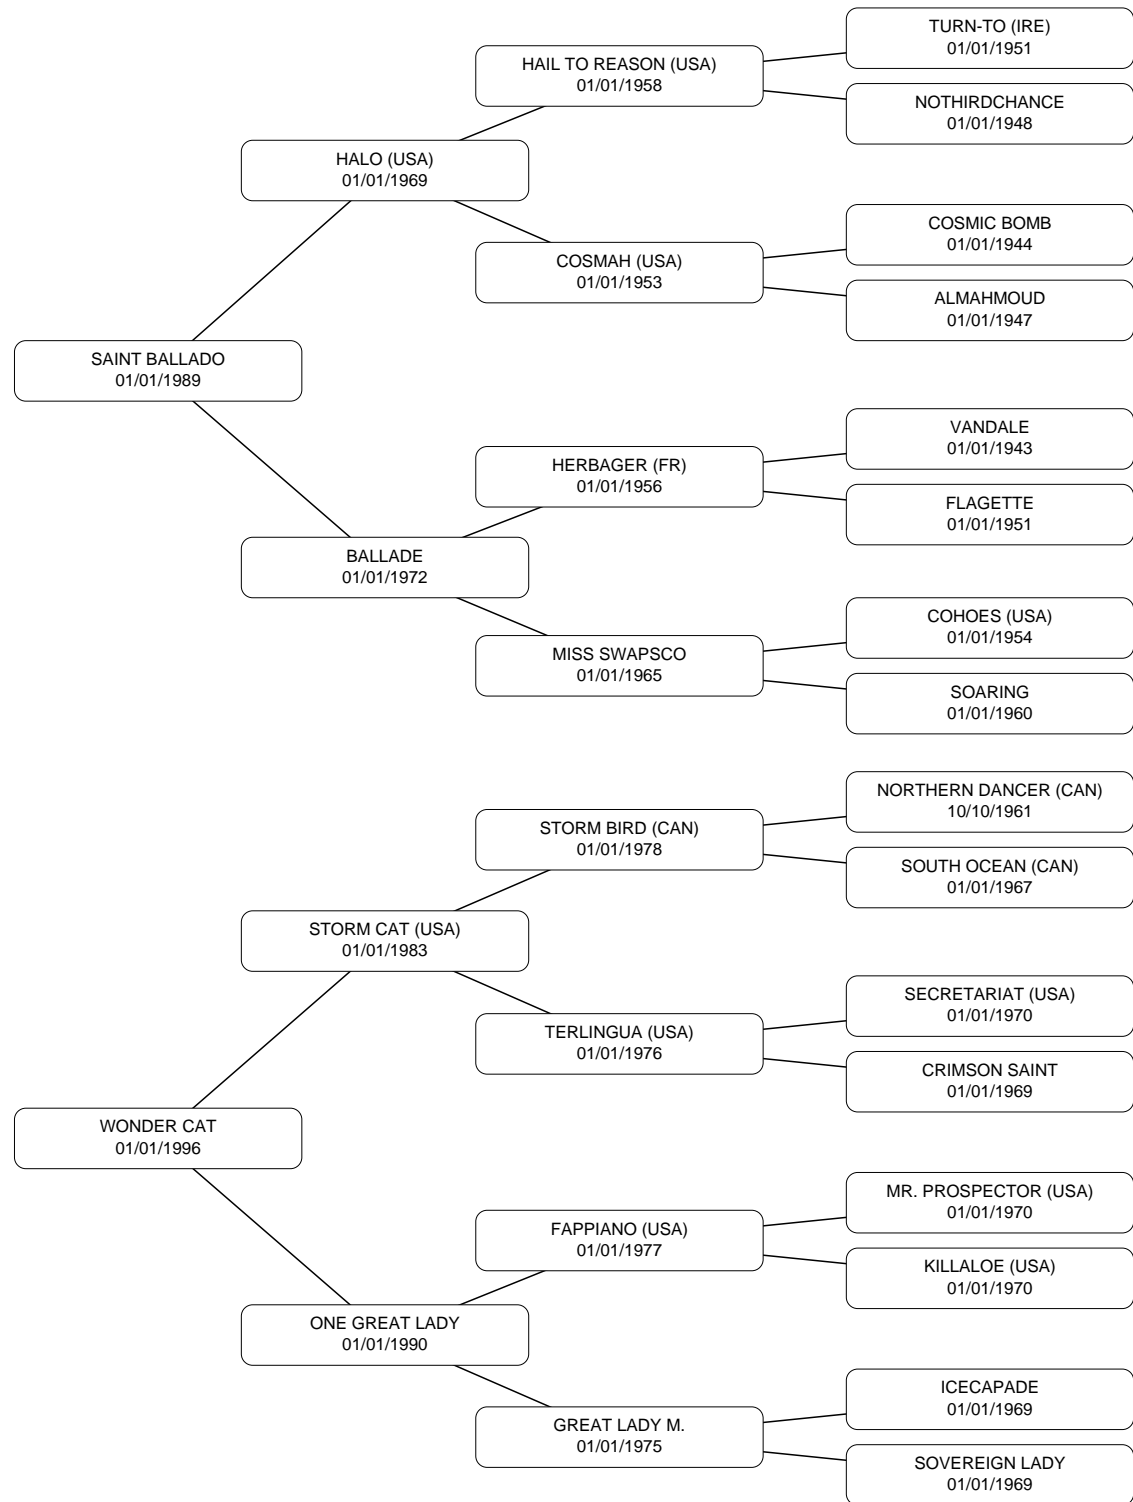 TURN-TO (IRE)
01/01/1951
HAIL TO REASON (USA)
01/01/1958
NOTHIRDCHANCE
01/01/1948
HALO (USA)
01/01/1969
COSMIC BOMB
01/01/1944
COSMAH (USA)
01/01/1953
ALMAHMOUD
01/01/1947
SAINT BALLADO
01/01/1989
VANDALE
01/01/1943
HERBAGER (FR)
01/01/1956
FLAGETTE
01/01/1951
BALLADE
01/01/1972
COHOES (USA)
01/01/1954
MISS SWAPSCO
01/01/1965
SOARING
01/01/1960
NORTHERN DANCER (CAN)
10/10/1961
STORM BIRD (CAN)
01/01/1978
SOUTH OCEAN (CAN)
01/01/1967
STORM CAT (USA)
01/01/1983
SECRETARIAT (USA)
01/01/1970
TERLINGUA (USA)
01/01/1976
CRIMSON SAINT
01/01/1969
WONDER CAT
01/01/1996
MR. PROSPECTOR (USA)
01/01/1970
FAPPIANO (USA)
01/01/1977
KILLALOE (USA)
01/01/1970
ONE GREAT LADY
01/01/1990
ICECAPADE
01/01/1969
GREAT LADY M.
01/01/1975
SOVEREIGN LADY
01/01/1969